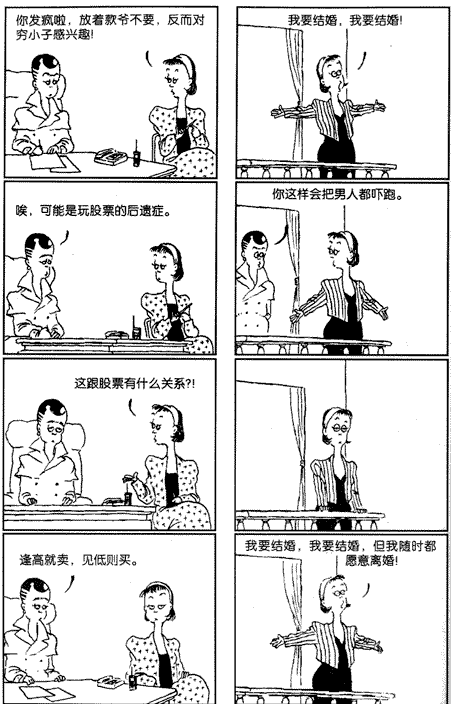 你发疯啦，放着款爷不要，反而对
穷小子感兴趣!
唉，可能是玩股票的后遗症。
这跟股票有什么关系?!
逢高就卖，见低则买。
我要结婚，我要结婚!
你这样会把男人都吓跑。
我要结婚，我要结婚，但我随时都
愿意离婚!